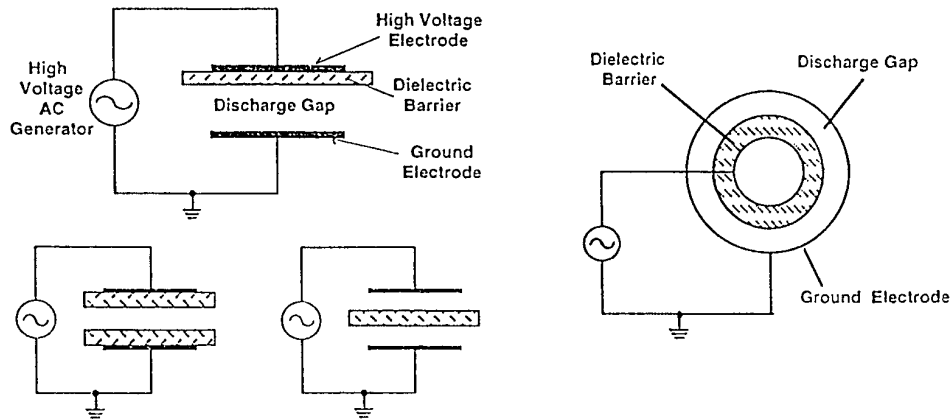 High Voltage
Electrode
High
Voltage
AC
Generator
Dielectric
Barrier
Discharge Gap
Ground
Electrode
Dielectric
Barrier
Discharge Gap
Ground Electrode